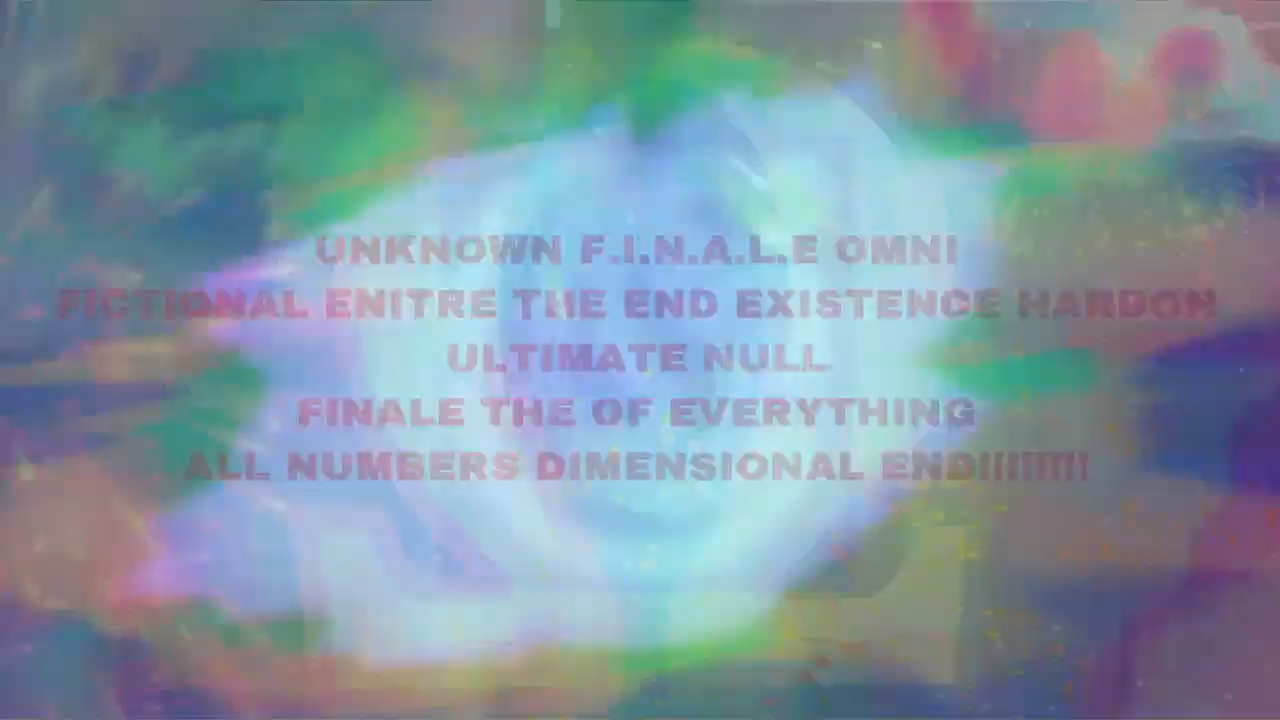 UNKNOWN F.I.N.A.L.E OMNI
FICTIONAL ENITRE THE END EXISTENCE HARDON
ULTIMATE NULL
FINALE THE OF EVERYTHING
ALL NUMBERS DIMENSIONAL END!!!!!!!!!